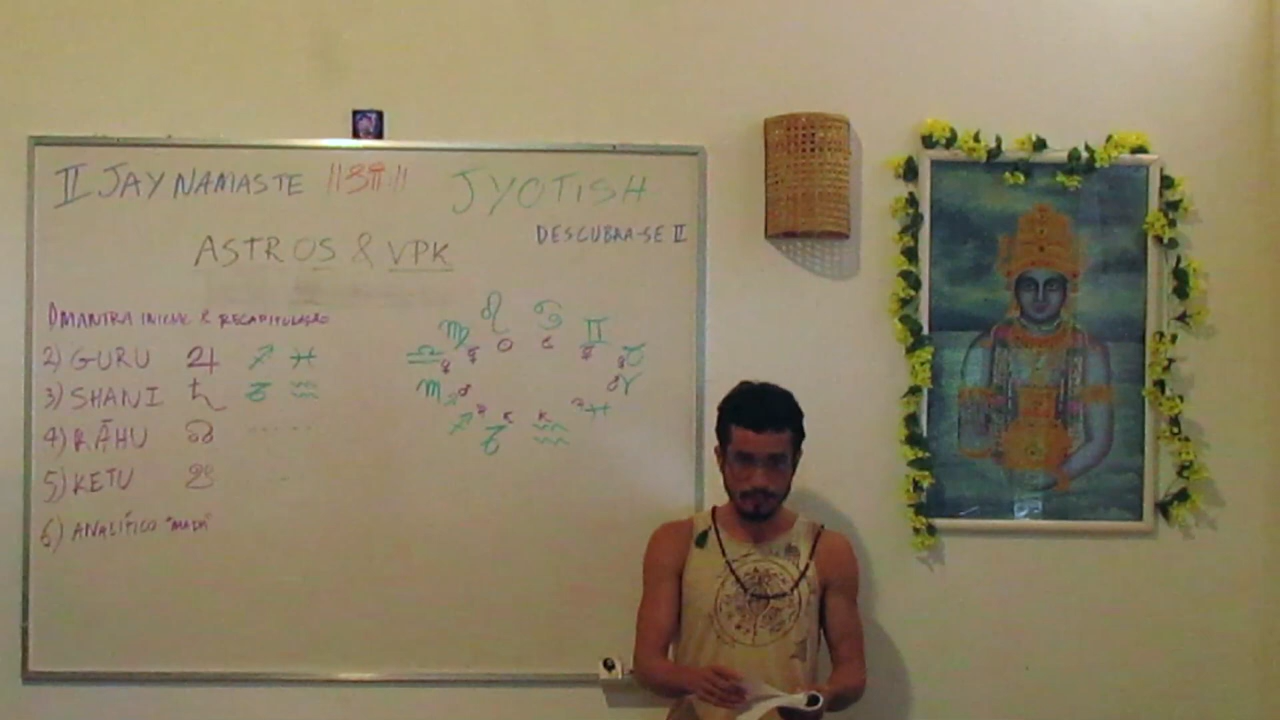 II JAY NAMASTE ||ॐ|| JYOTISH
DESCUBRA-SE II
ASTROS & VPK
1) MANTRA INICIAL & RECAPITULAÇÃO
2) GURU ♃ ♐ ♓
3) SHANI ♄ ♑ ♒
4) RĀHU ☊
5) KETU ☋
6) ANALÍTICO "MAPA"
♌ ♋
♍ ♊
♎ ♉
♏ ♈
♐ ♑ ♒ ♓